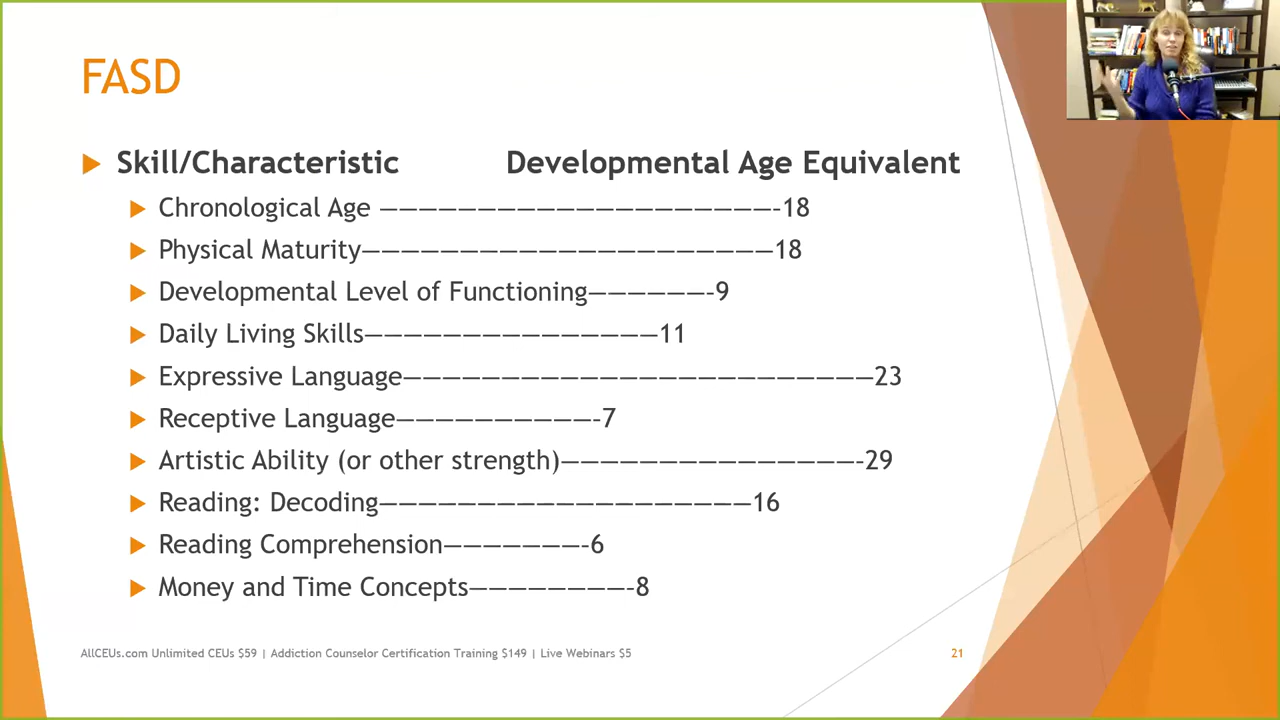 FASD
Skill/Characteristic Developmental Age Equivalent
Chronological Age ————————————————————–18
Physical Maturity—————————————————————18
Developmental Level of Functioning——————–9
Daily Living Skills——————————————————11
Expressive Language————————————————————————23
Receptive Language——————————–7
Artistic Ability (or other strength)———————————————–29
Reading: Decoding———————————————————16
Reading Comprehension———————–6
Money and Time Concepts—————————–8
AllCEUs.com Unlimited CEUs $59 | Addiction Counselor Certification Training $149 | Live Webinars $5
21